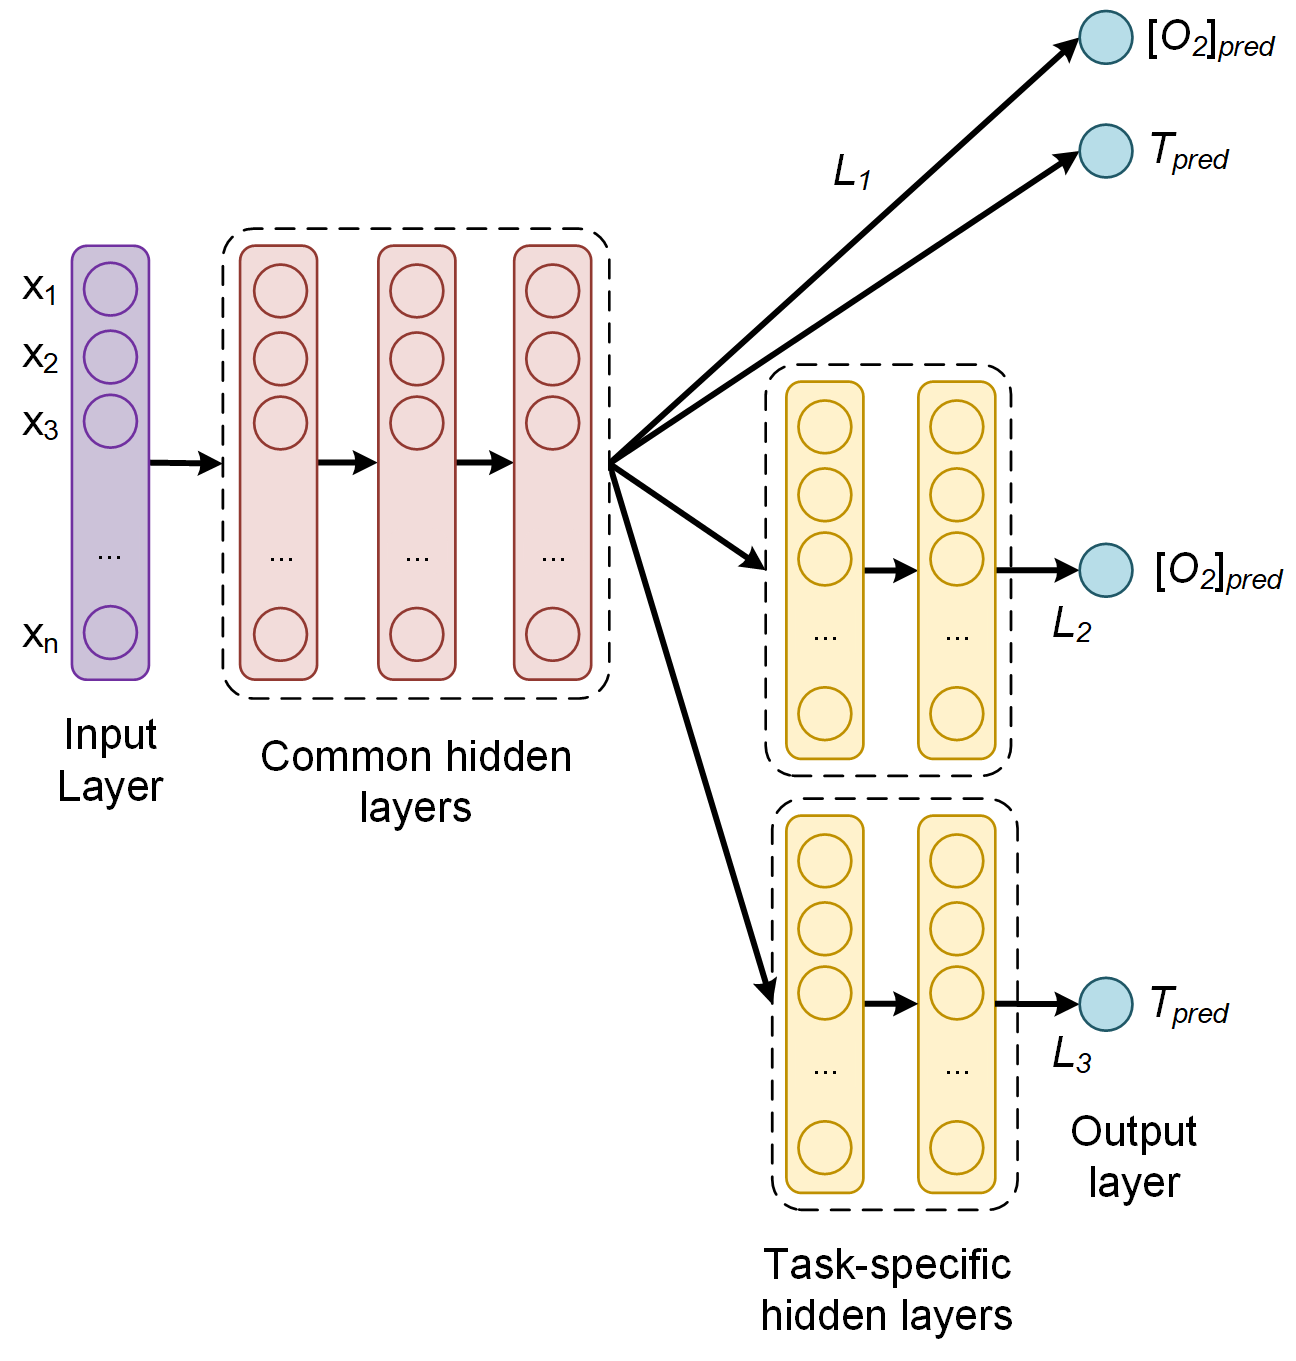 [O2]pred
Tpred
L1
x1
x2
x3
...
...
...
...
xn
[O2]pred
L2
...
...
Input
Layer
Common hidden
layers
Tpred
L3
...
...
Output
layer
Task-specific
hidden layers